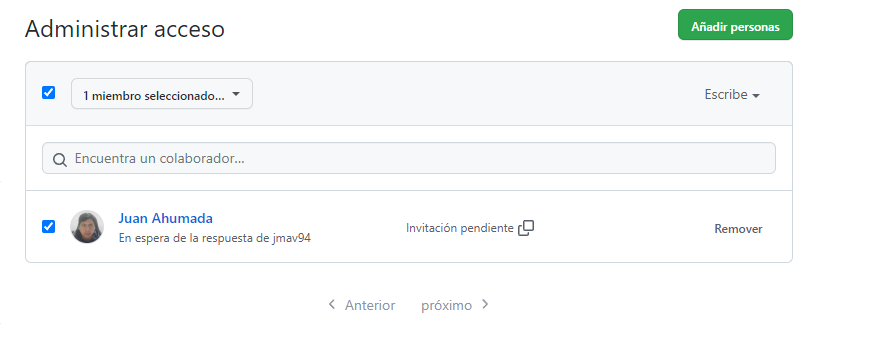 Administrar acceso
Añadir personas
1 miembro seleccionado...
Escribe
Encuentra un colaborador...
Juan Ahumada
En espera de la respuesta de jmav94
Invitación pendiente
Remover
Anterior próximo